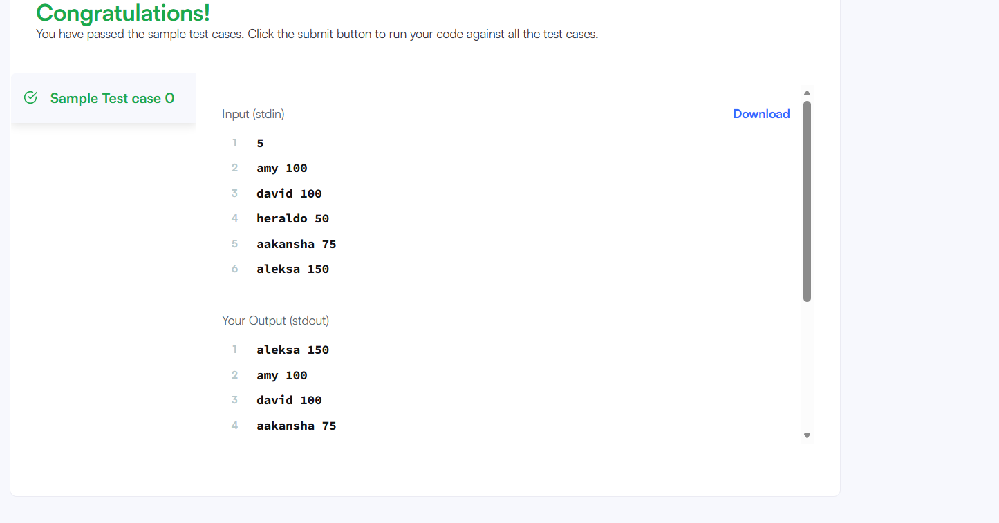 Congratulations!
You have passed the sample test cases. Click the submit button to run your code against all the test cases.
Sample Test case 0
Input (stdin)
Download
1 5
2 amy 100
3 david 100
4 heraldo 50
5 aakansha 75
6 aleksa 150
Your Output (stdout)
1 aleksa 150
2 amy 100
3 david 100
4 aakansha 75